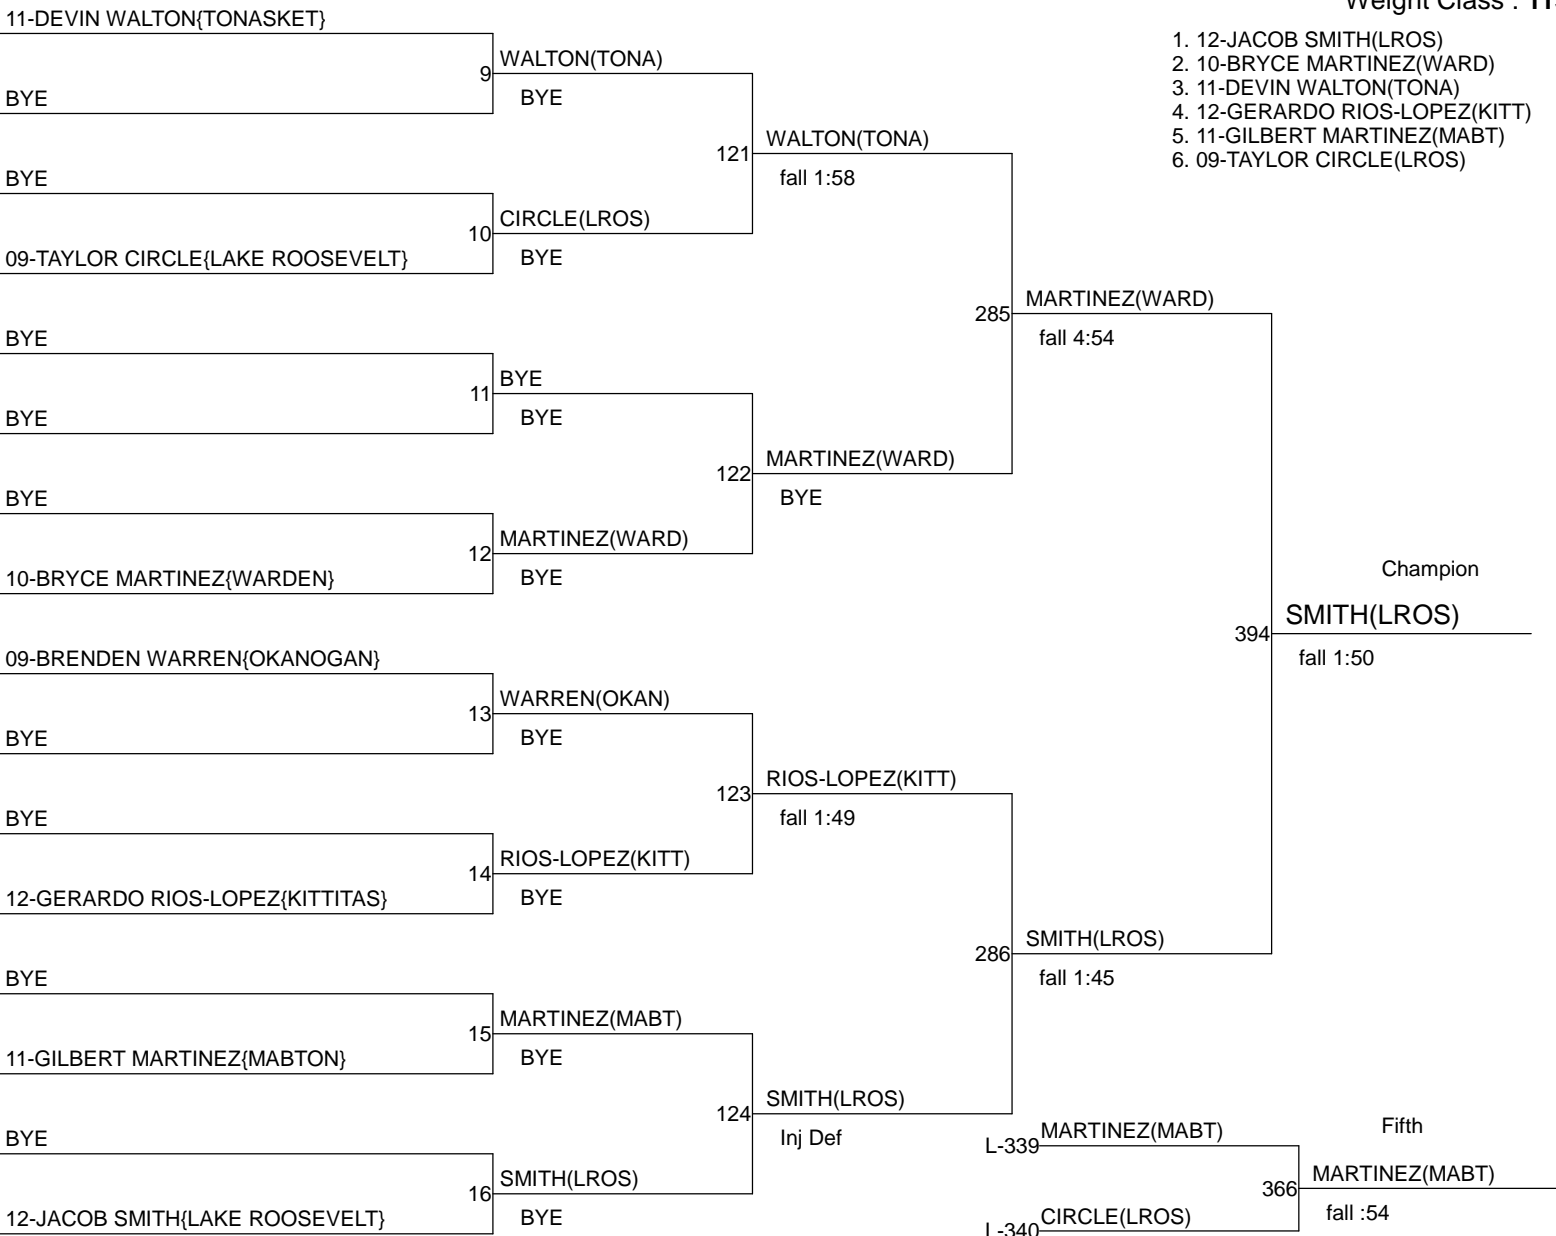 Weight Class :
1. 12-JACOB SMITH(LROS)
2. 10-BRYCE MARTINEZ(WARD)
3. 11-DEVIN WALTON(TONA)
4. 12-GERARDO RIOS-LOPEZ(KITT)
5. 11-GILBERT MARTINEZ(MABT)
6. 09-TAYLOR CIRCLE(LROS)
11-DEVIN WALTON{TONASKET}
BYE
BYE
09-TAYLOR CIRCLE{LAKE ROOSEVELT}
BYE
BYE
BYE
10-BRYCE MARTINEZ{WARDEN}
09-BRENDEN WARREN{OKANOGAN}
BYE
BYE
12-GERARDO RIOS-LOPEZ{KITTITAS}
BYE
11-GILBERT MARTINEZ{MABTON}
BYE
12-JACOB SMITH{LAKE ROOSEVELT}
9 WALTON(TONA)
BYE
10 CIRCLE(LROS)
BYE
11 BYE
BYE
12 MARTINEZ(WARD)
BYE
13 WARREN(OKAN)
BYE
14 RIOS-LOPEZ(KITT)
BYE
15 MARTINEZ(MABT)
BYE
16 SMITH(LROS)
BYE
121 WALTON(TONA)
fall 1:58
122 MARTINEZ(WARD)
BYE
123 RIOS-LOPEZ(KITT)
fall 1:49
124 SMITH(LROS)
Inj Def
285 MARTINEZ(WARD)
fall 4:54
286 SMITH(LROS)
fall 1:45
Champion
394 SMITH(LROS)
fall 1:50
Fifth
L-339 MARTINEZ(MABT)
L-340 CIRCLE(LROS)
366 MARTINEZ(MABT)
fall :54